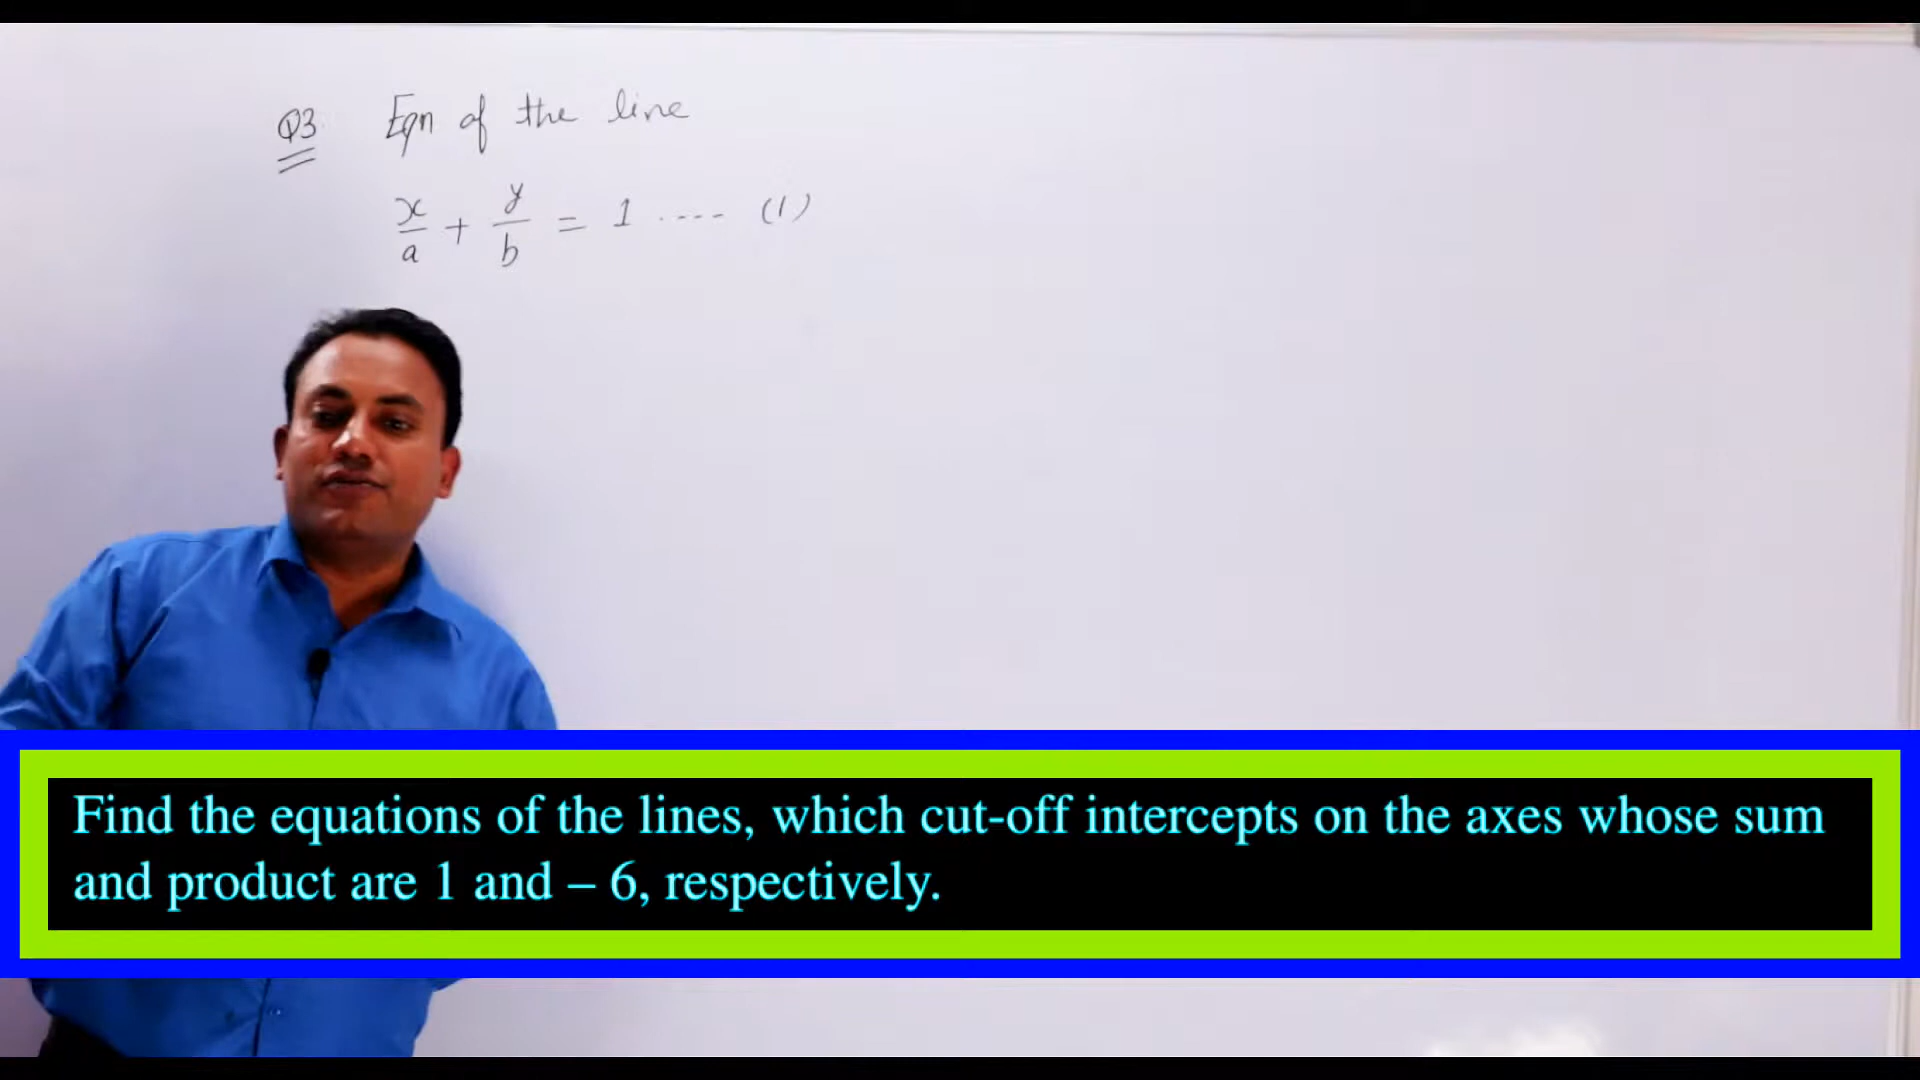 Q3 Eqn of the line
x/a + y/b = 1 ..... (1)
Find the equations of the lines, which cut-off intercepts on the axes whose sum
and product are 1 and – 6, respectively.